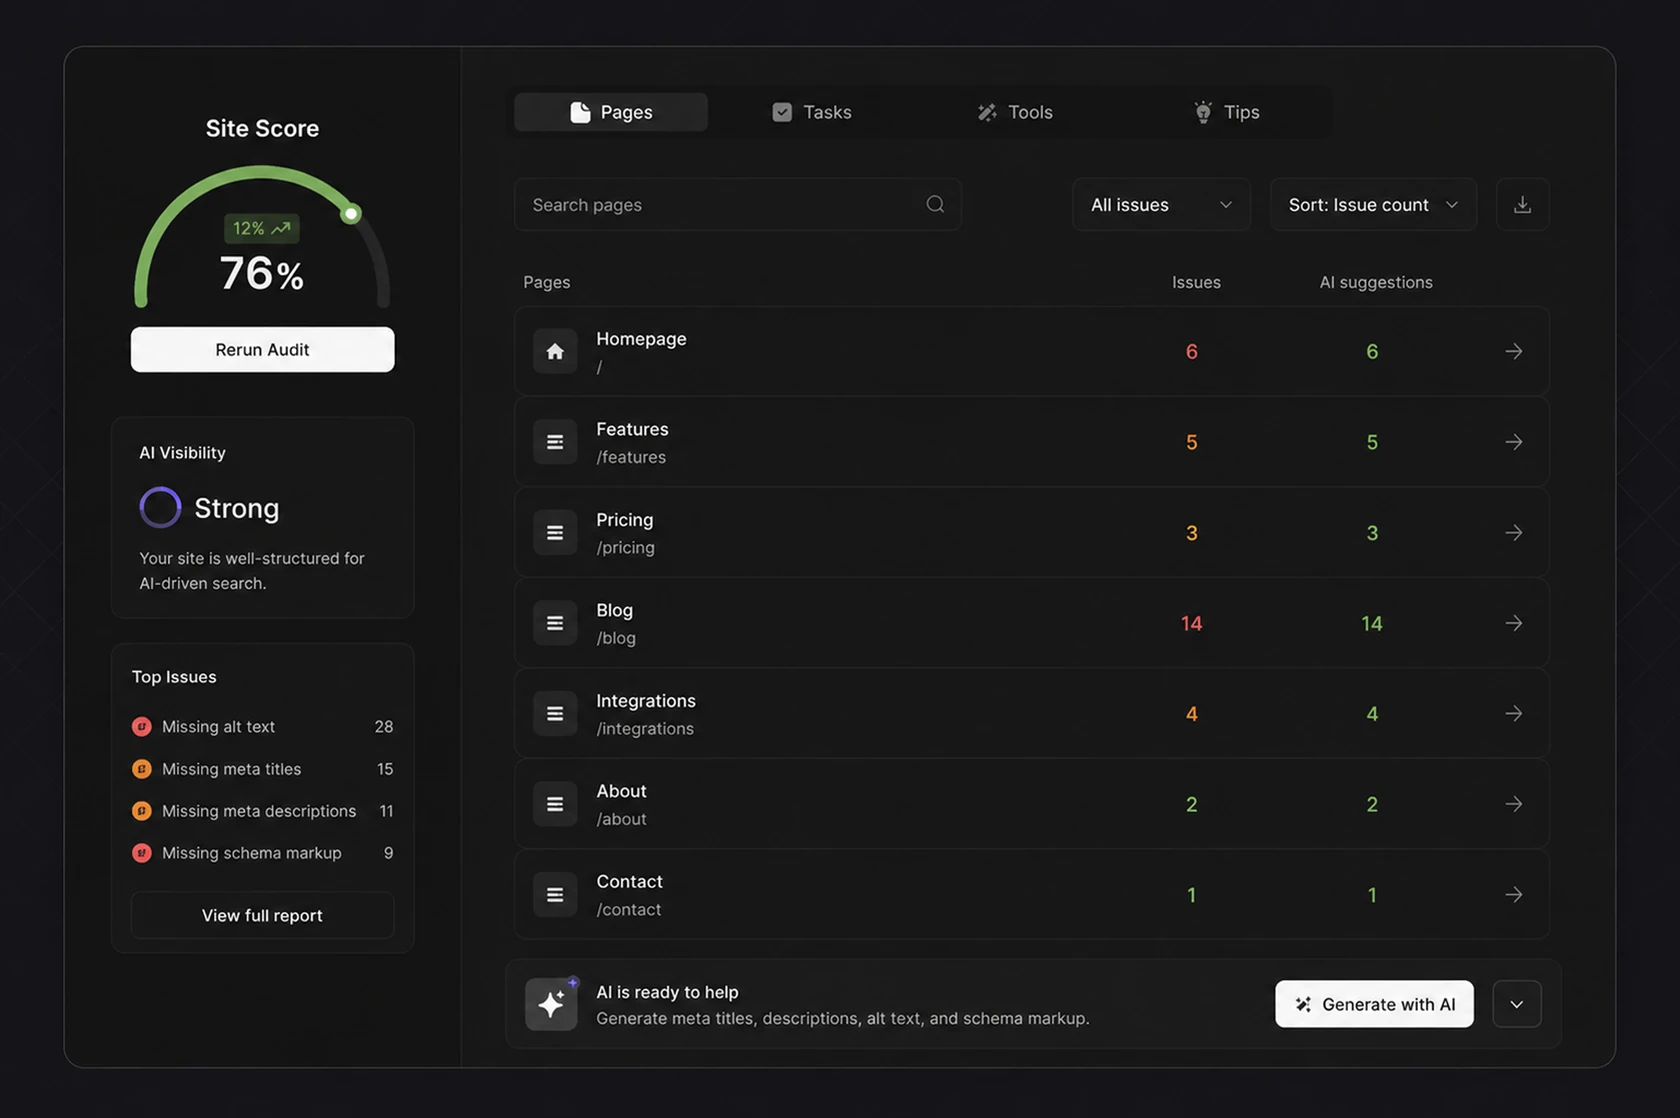 Site Score
12%
76%
Rerun Audit
AI Visibility
Strong
Your site is well-structured for
AI-driven search.
Top Issues
Missing alt text 28
Missing meta titles 15
Missing meta descriptions 11
Missing schema markup 9
View full report
Pages Tasks Tools Tips
Search pages All issues Sort: Issue count
Pages Issues AI suggestions
Homepage
/
6 6
Features
/features
5 5
Pricing
/pricing
3 3
Blog
/blog
14 14
Integrations
/integrations
4 4
About
/about
2 2
Contact
/contact
1 1
AI is ready to help
Generate meta titles, descriptions, alt text, and schema markup.
Generate with AI